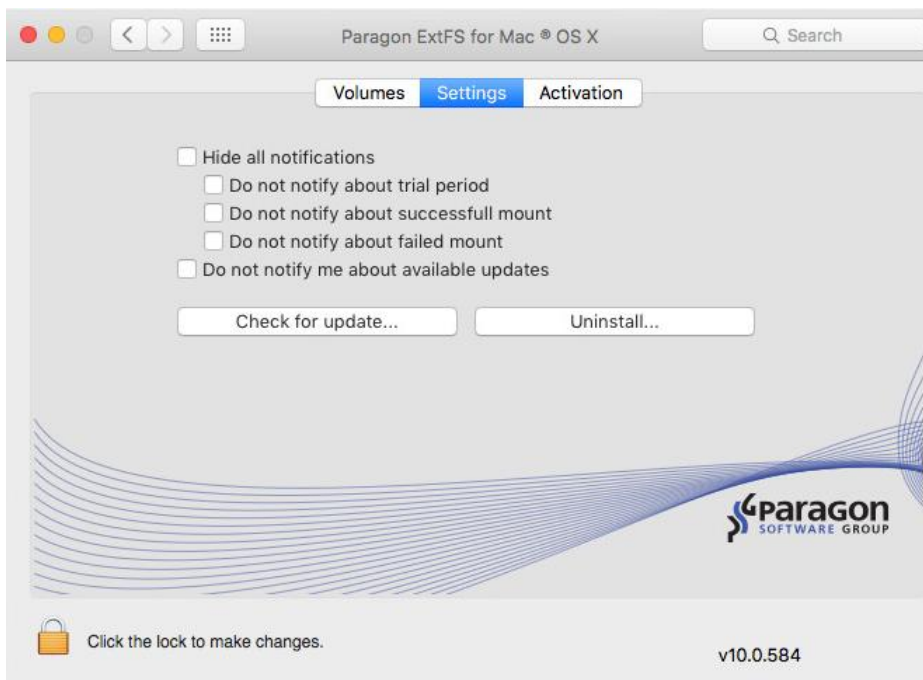 Paragon ExtFS for Mac ® OS X
Search
Volumes Settings Activation
Hide all notifications
Do not notify about trial period
Do not notify about successfull mount
Do not notify about failed mount
Do not notify me about available updates
Check for update... Uninstall...
paragon
SOFTWARE GROUP
Click the lock to make changes.
v10.0.584